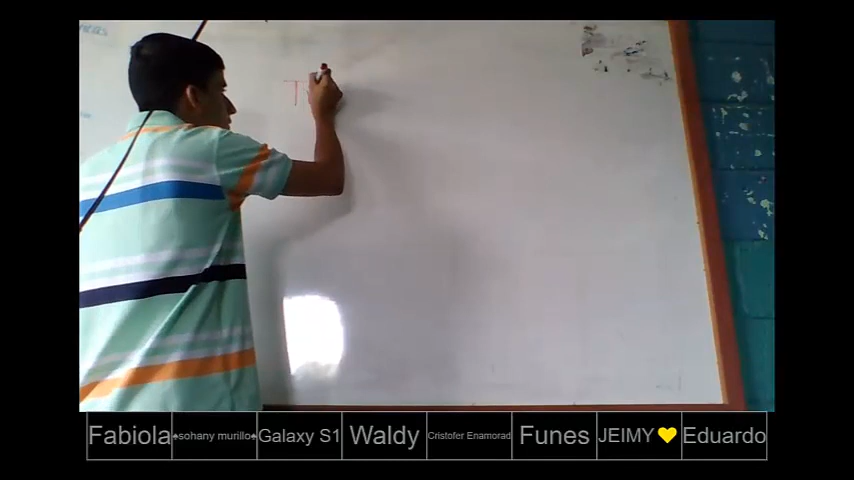 T
Fabiola
♠sohany murillo♠
Galaxy S1
Waldy
Cristofer Enamorad
Funes
JEIMY 💛
Eduardo